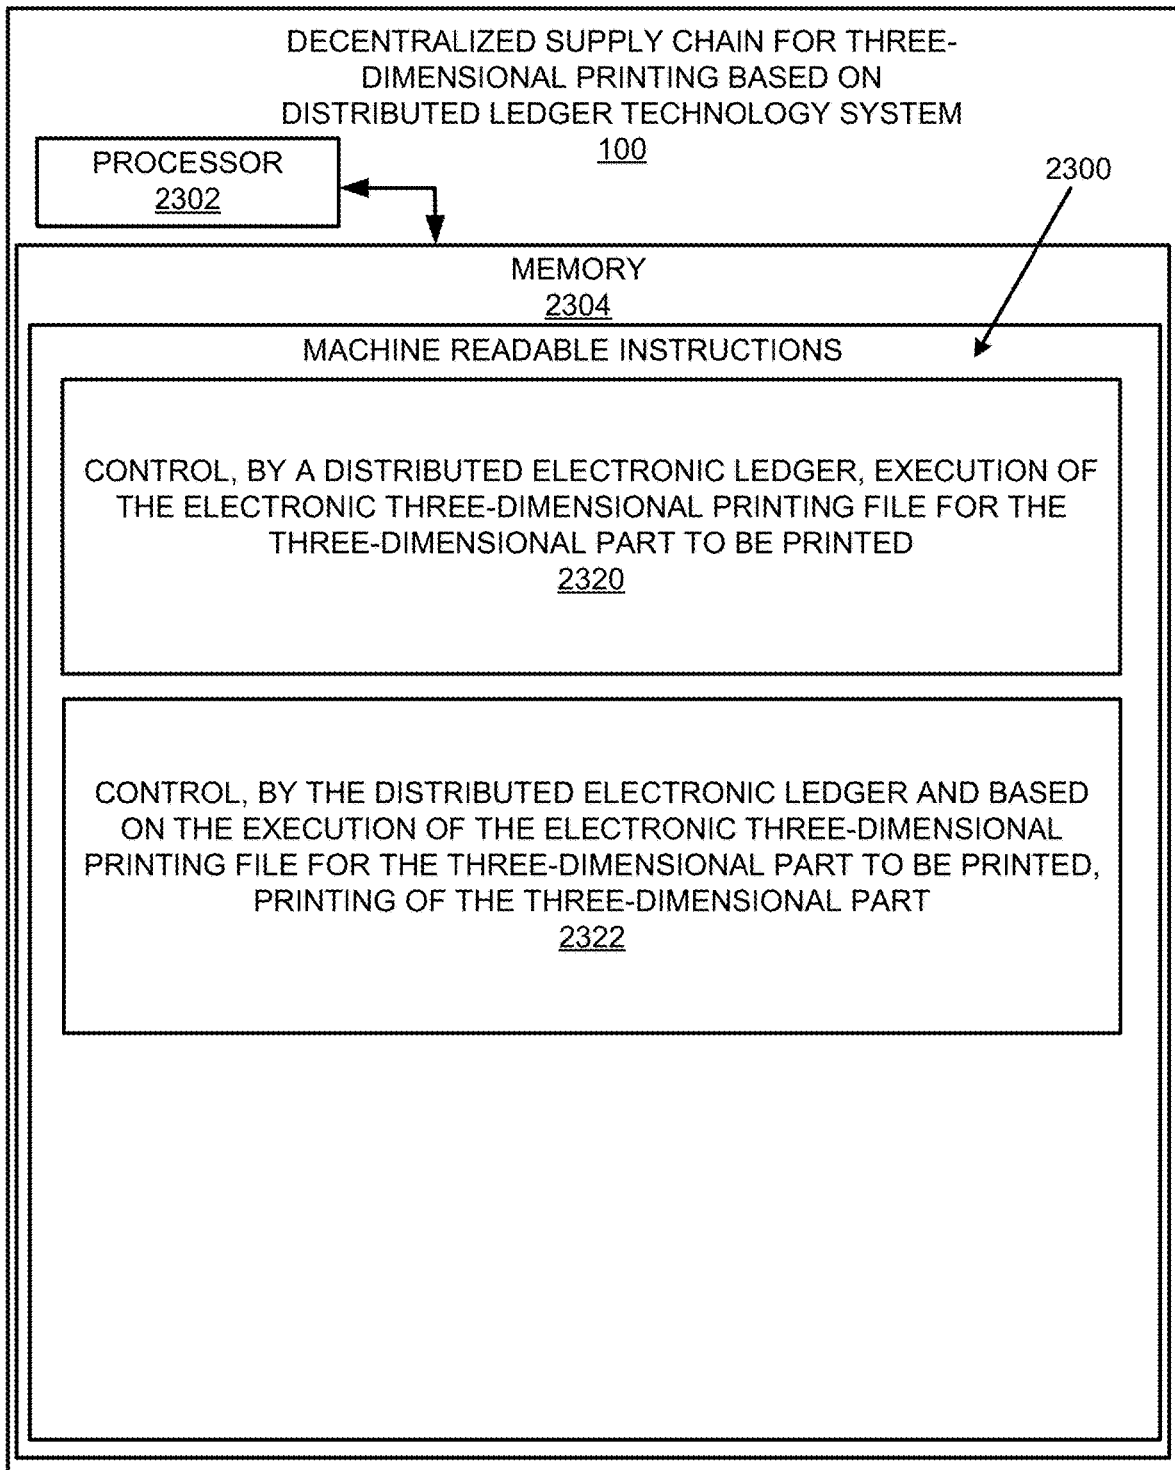 DECENTRALIZED SUPPLY CHAIN FOR THREE-
DIMENSIONAL PRINTING BASED ON
DISTRIBUTED LEDGER TECHNOLOGY SYSTEM
100
PROCESSOR
2302
2300
MEMORY
2304
MACHINE READABLE INSTRUCTIONS
CONTROL, BY A DISTRIBUTED ELECTRONIC LEDGER, EXECUTION OF
THE ELECTRONIC THREE-DIMENSIONAL PRINTING FILE FOR THE
THREE-DIMENSIONAL PART TO BE PRINTED
2320
CONTROL, BY THE DISTRIBUTED ELECTRONIC LEDGER AND BASED
ON THE EXECUTION OF THE ELECTRONIC THREE-DIMENSIONAL
PRINTING FILE FOR THE THREE-DIMENSIONAL PART TO BE PRINTED,
PRINTING OF THE THREE-DIMENSIONAL PART
2322